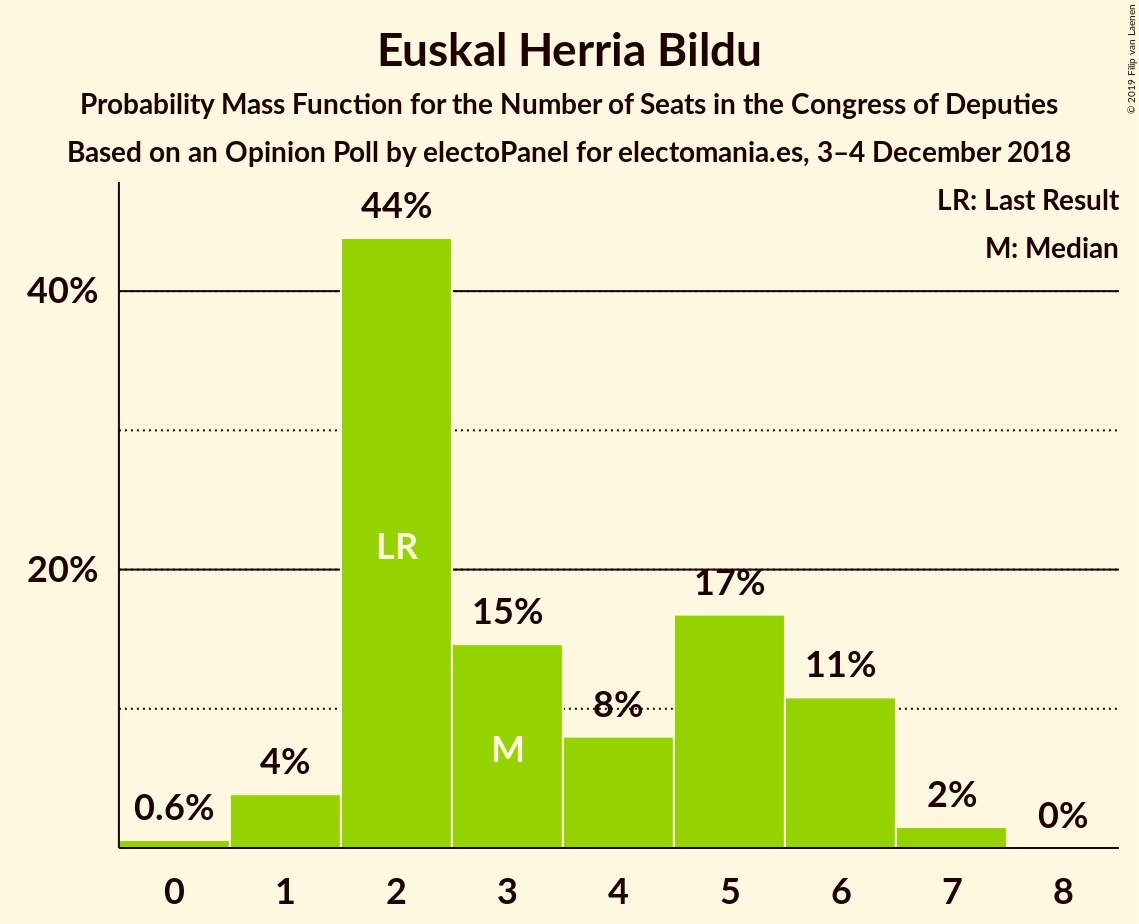 Euskal Herria Bildu
Probability Mass Function for the Number of Seats in the Congress of Deputies
Based on an Opinion Poll by electoPanel for electomania.es, 3–4 December 2018
© 2019 Filip van Laenen
LR: Last Result
M: Median
40%
20%
0.6%
4%
44%
15%
8%
17%
11%
2%
0%
LR
M
0 1 2 3 4 5 6 7 8